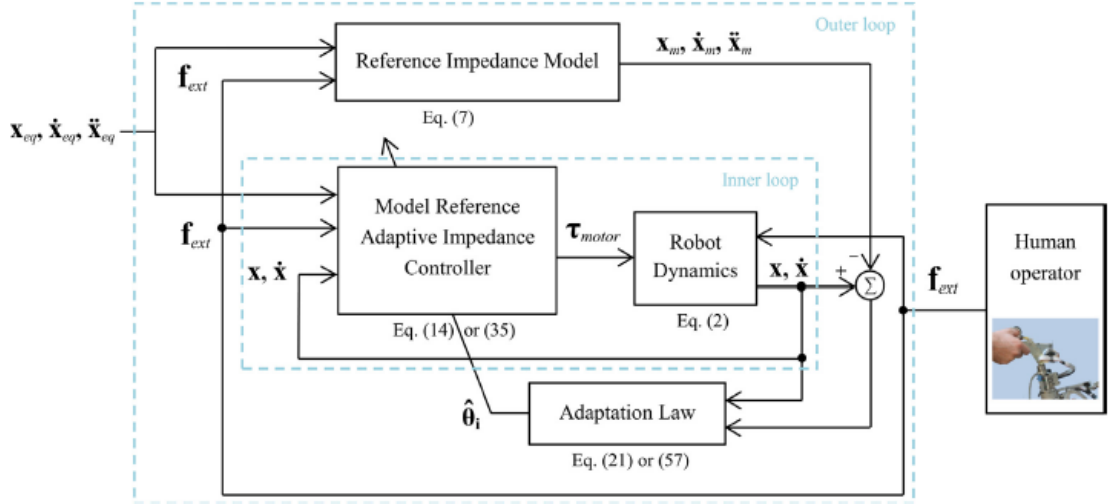 Outer loop
x_m, ẋ_m, ẍ_m
Reference Impedance Model
f_ext
Eq. (7)
x_eq, ẋ_eq, ẍ_eq
Inner loop
Model Reference
Adaptive Impedance
Controller
f_ext
τ_motor
Robot
Dynamics
x, ẋ
x, ẋ
+
−
Σ
Human
operator
f_ext
Eq. (14) or (35)
Eq. (2)
Adaptation Law
θ̂_i
Eq. (21) or (57)